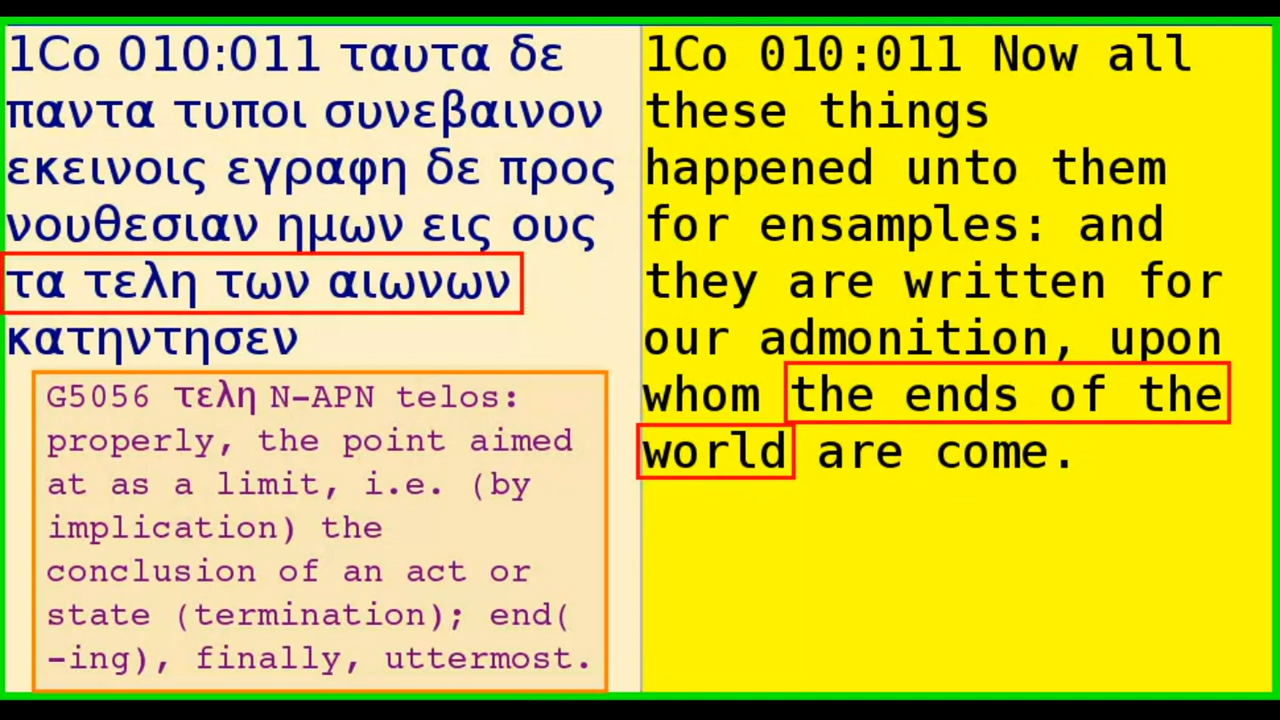 1Co 010:011 ταυτα δε
παντα τυποι συνεβαινον
εκεινοις εγραφη δε προς
νουθεσιαν ημων εις ους
τα τελη των αιωνων
κατηντησεν
G5056 τελη N-APN telos:
properly, the point aimed
at as a limit, i.e. (by
implication) the
conclusion of an act or
state (termination); end(
-ing), finally, uttermost.
1Co 010:011 Now all
these things
happened unto them
for ensamples: and
they are written for
our admonition, upon
whom the ends of the
world are come.